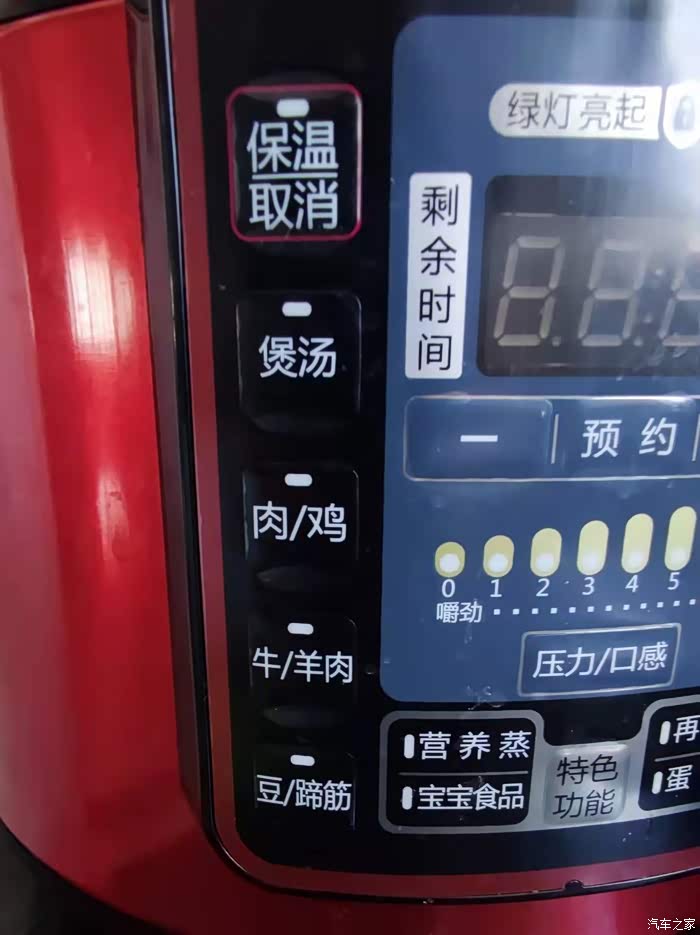 保温
取消
煲汤
肉/鸡
牛/羊肉
豆/蹄筋
绿灯亮起
剩余时间
一 预约
0 1 2 3 4 5
嚼劲
压力/口感
营养蒸
宝宝食品
特色
功能
再
蛋
汽车之家